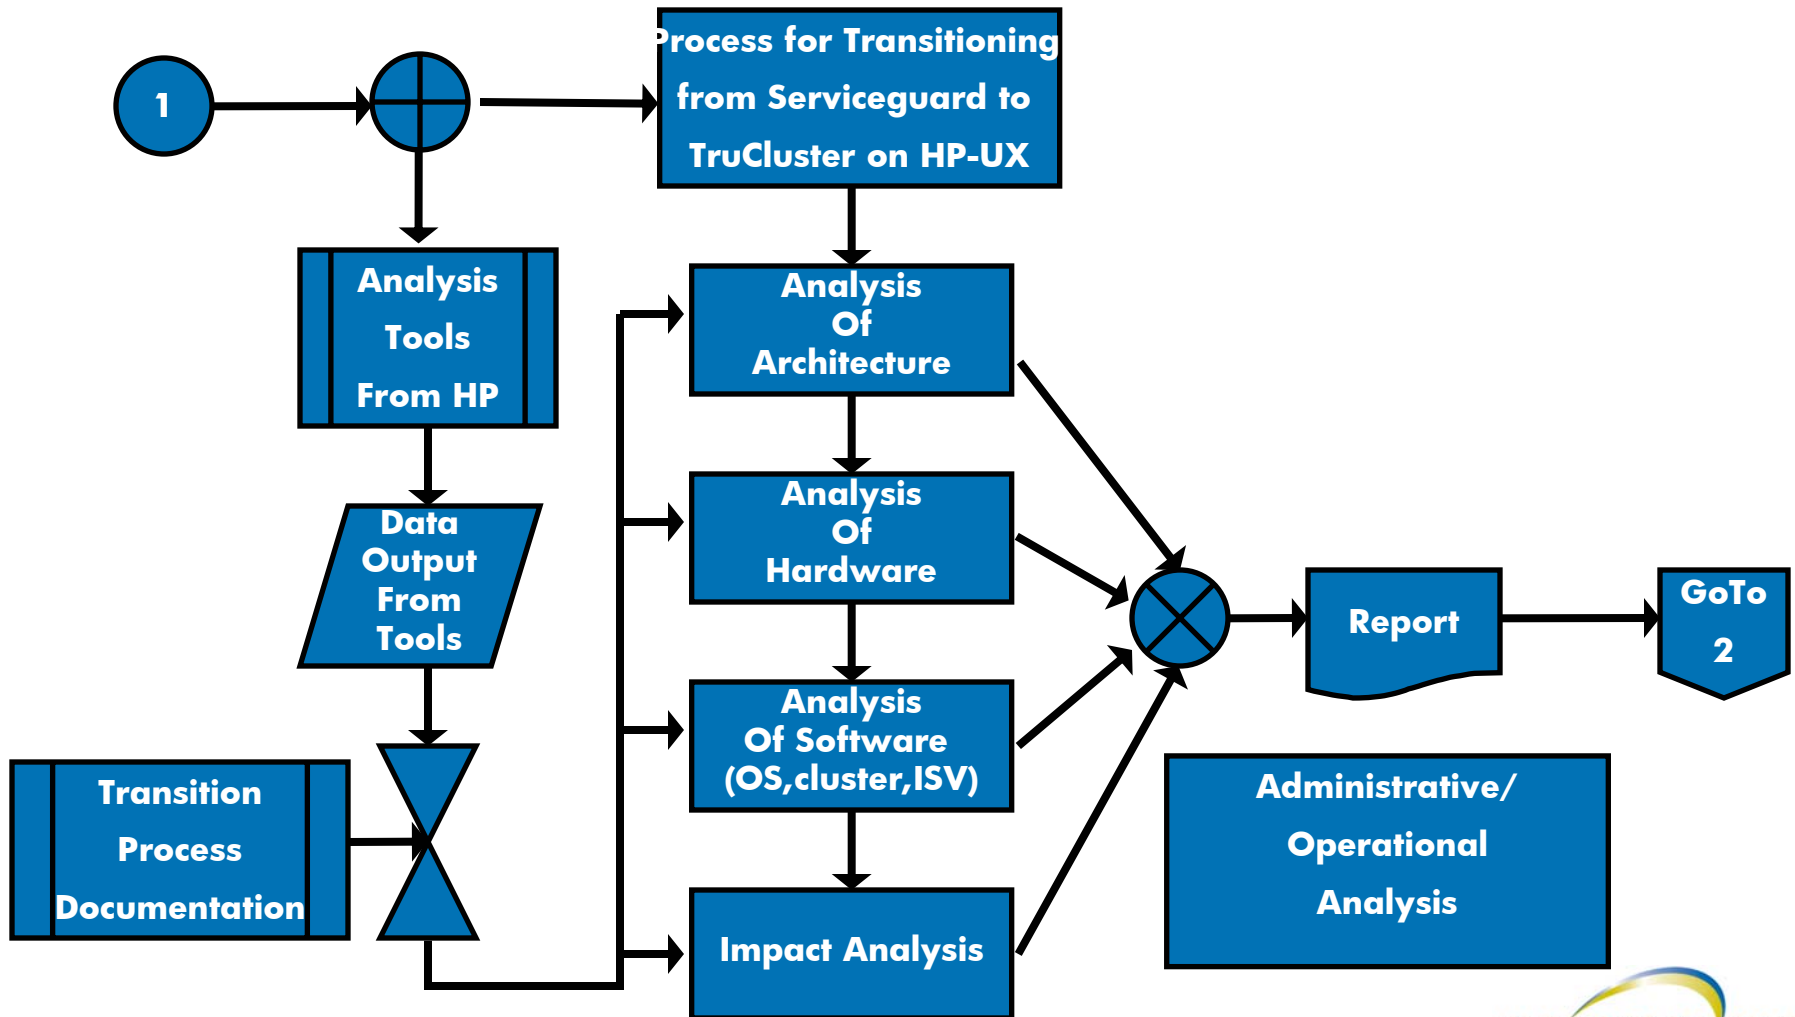 1
Process for Transitioning
from Serviceguard to
TruCluster on HP-UX
Analysis
Tools
From HP
Data
Output
From
Tools
Transition
Process
Documentation
Analysis
Of
Architecture
Analysis
Of
Hardware
Analysis
Of Software
(OS,cluster,ISV)
Impact Analysis
Report
GoTo
2
Administrative/
Operational
Analysis